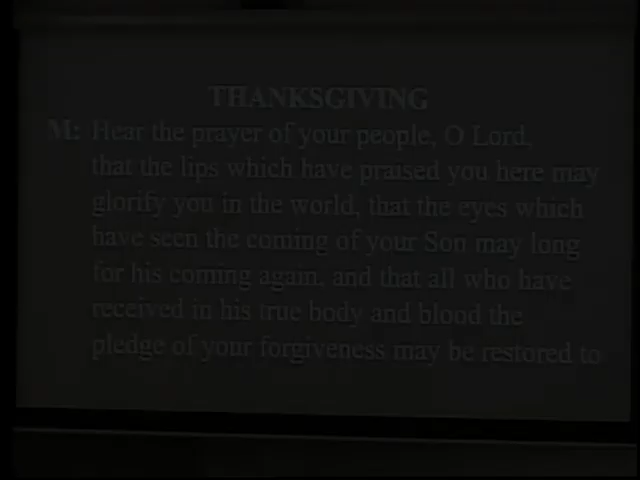 THANKSGIVING
M: Hear the prayer of your people, O Lord,
that the lips which have praised you here may
glorify you in the world, that the eyes which
have seen the coming of your Son may long
for his coming again, and that all who have
received in his true body and blood the
pledge of your forgiveness may be restored to